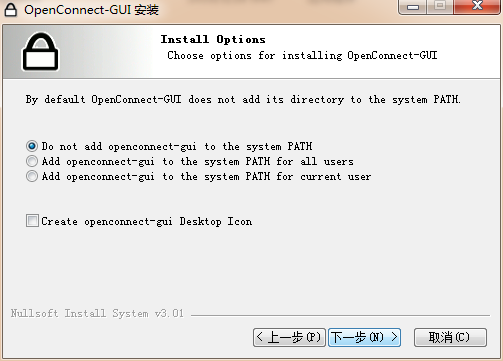 OpenConnect-GUI 安装
Install Options
Choose options for installing OpenConnect-GUI
By default OpenConnect-GUI does not add its directory to the system PATH.
Do not add openconnect-gui to the system PATH
Add openconnect-gui to the system PATH for all users
Add openconnect-gui to the system PATH for current user
Create openconnect-gui Desktop Icon
Nullsoft Install System v3.01
< 上一步(P) 下一步(N) > 取消(C)